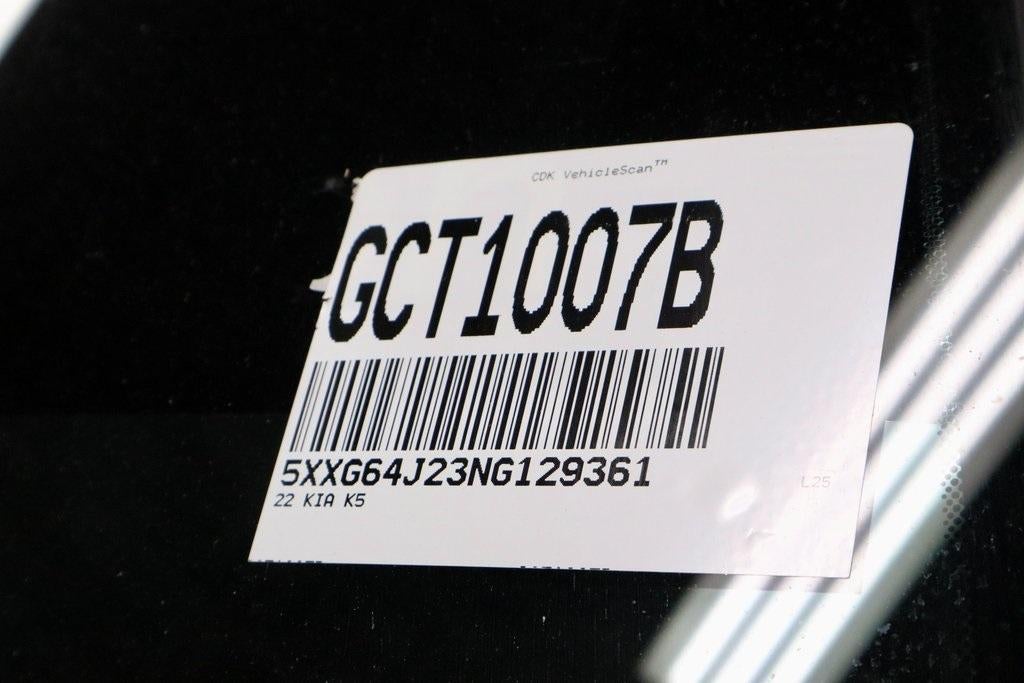 CDK VehicleScan™
GCT1007B
5XXG64J23NG129361
22 KIA K5
L25